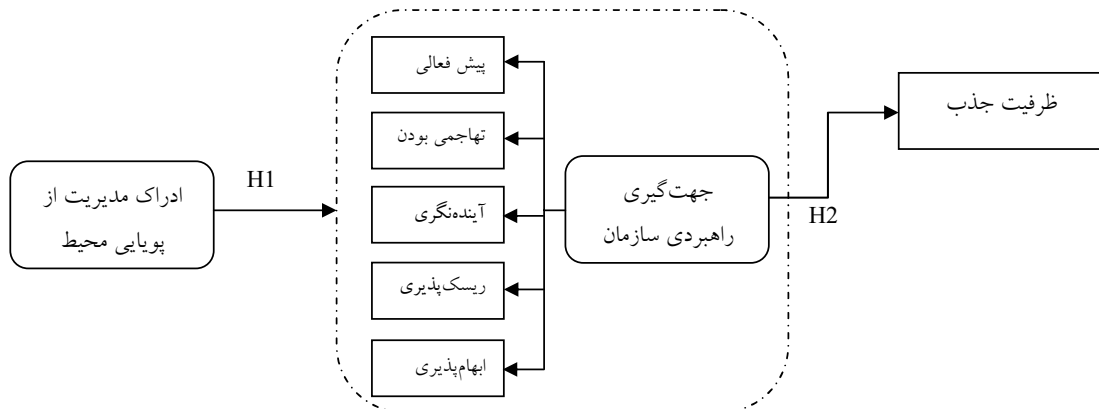 پیش فعالی
ظرفیت جذب
تهاجمی بودن
ادراک مدیریت از
پویایی محیط
H1
آینده‌نگری
جهت‌گیری
راهبردی سازمان
H2
ریسک‌پذیری
ابهام‌پذیری